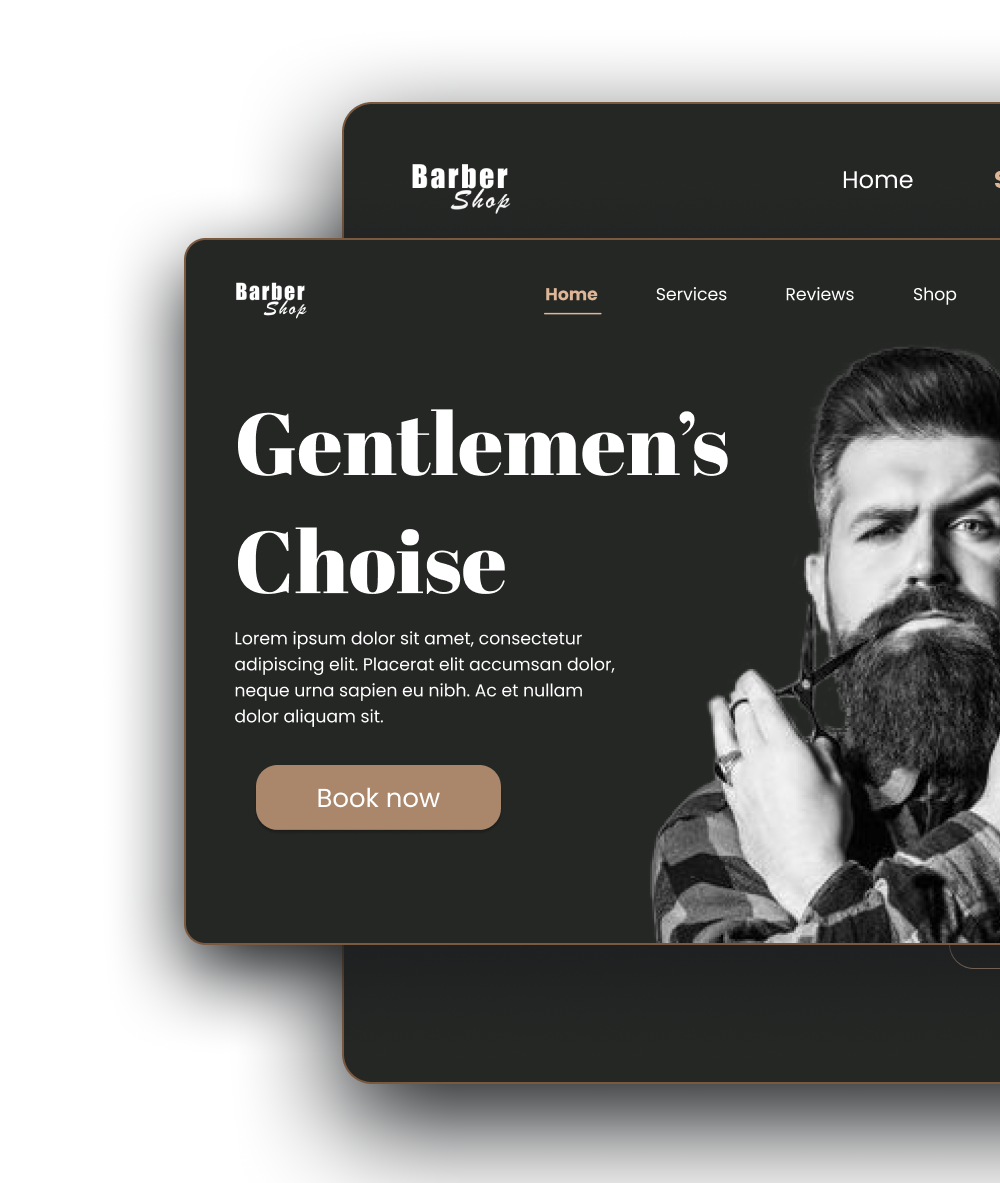 Barber
Shop
Home
Barber
Shop
Home Services Reviews Shop
Gentlemen’s
Choise
Lorem ipsum dolor sit amet, consectetur
adipiscing elit. Placerat elit accumsan dolor,
neque urna sapien eu nibh. Ac et nullam
dolor aliquam sit.
Book now